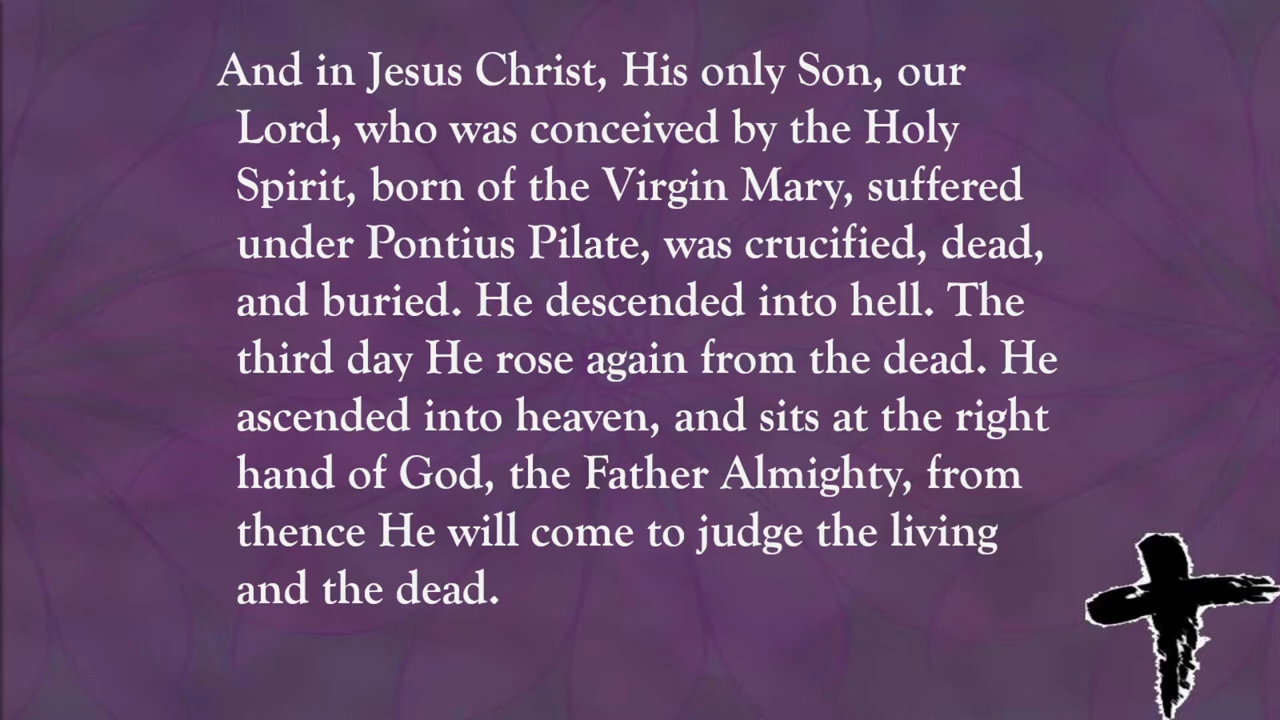 And in Jesus Christ, His only Son, our
Lord, who was conceived by the Holy
Spirit, born of the Virgin Mary, suffered
under Pontius Pilate, was crucified, dead,
and buried. He descended into hell. The
third day He rose again from the dead. He
ascended into heaven, and sits at the right
hand of God, the Father Almighty, from
thence He will come to judge the living
and the dead.